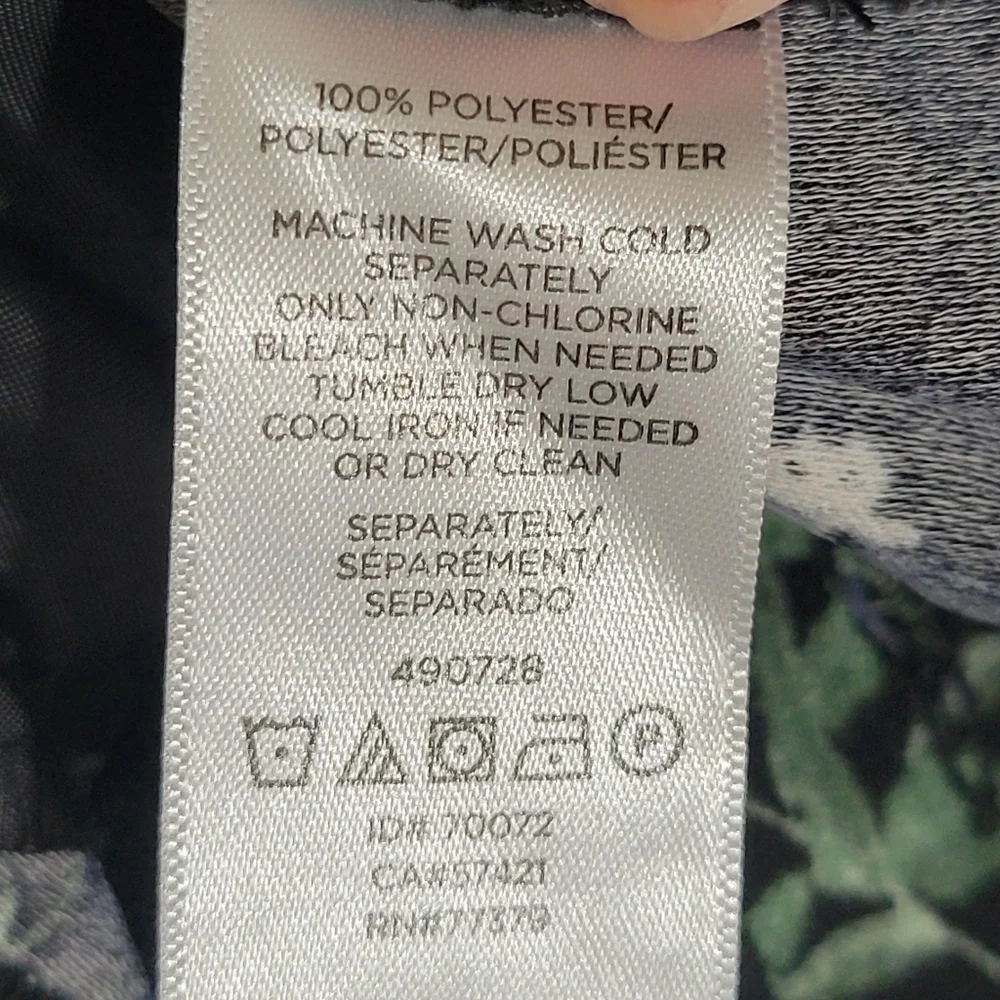 100% POLYESTER/
POLYESTER/POLIÉSTER
MACHINE WASH COLD
SEPARATELY
ONLY NON-CHLORINE
BLEACH WHEN NEEDED
TUMBLE DRY LOW
COOL IRON IF NEEDED
OR DRY CLEAN
SEPARATELY/
SÉPARÉMENT/
SEPARADO
490728
P
ID# 70072
CA#57421
RN#77379